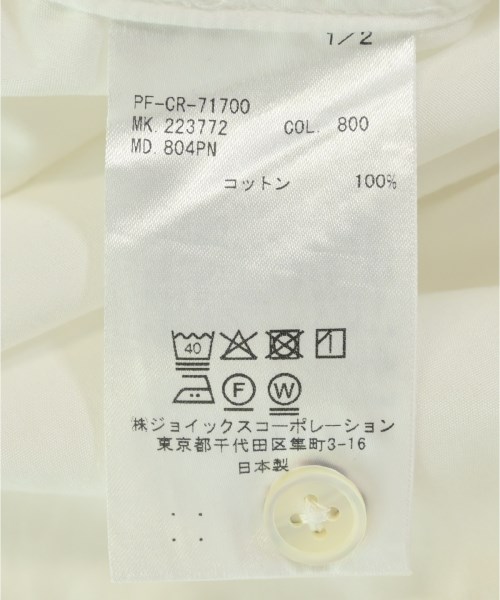 1/2
PF-CR-71700
MK. 223772 COL. 800
MD. 804PN
コットン 100%
40
F W
㈱ジョイックスコーポレーション
東京都千代田区隼町3-16
日本製